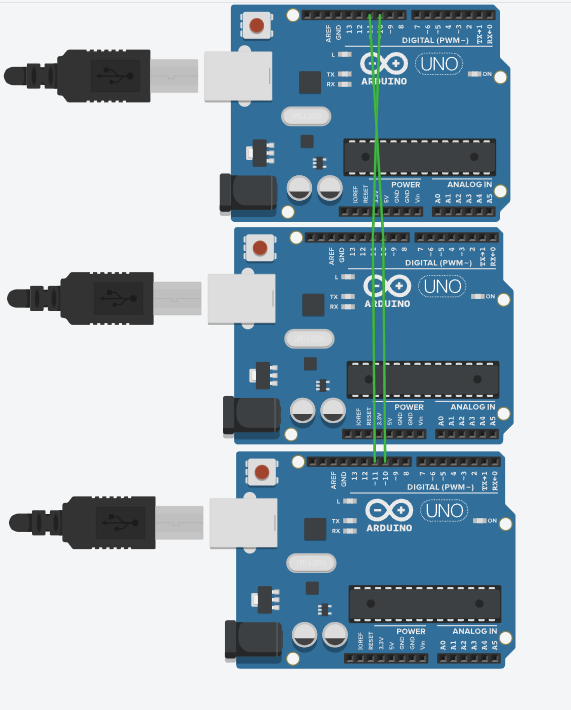 AREF
GND
13
12
~9
8
7
~6
~5
4
~3
2
TX→1
RX←0
DIGITAL (PWM~)
L
TX
RX
UNO
ON
ARDUINO
POWER
ANALOG IN
IOREF
RESET
5V
GND
GND
Vin
A0
A1
A2
A3
A4
A5
AREF
GND
13
12
~9
8
7
~6
~5
4
~3
2
TX→1
RX←0
DIGITAL (PWM~)
L
TX
RX
UNO
ON
ARDUINO
POWER
ANALOG IN
IOREF
RESET
3.3V
5V
GND
GND
Vin
A0
A1
A2
A3
A4
A5
AREF
GND
13
12
~11
~10
~9
8
7
~6
~5
4
~3
2
TX→1
RX←0
DIGITAL (PWM~)
L
TX
RX
UNO
ON
ARDUINO
POWER
ANALOG IN
IOREF
RESET
3.3V
5V
GND
GND
Vin
A0
A1
A2
A3
A4
A5